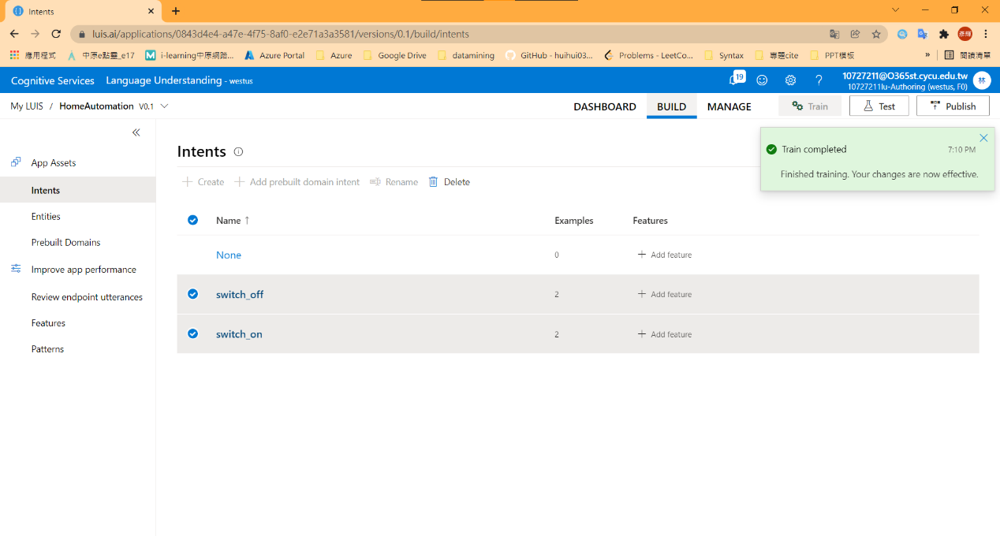 Intents
luis.ai/applications/0843d4e4-a47e-4f75-8af0-e2e71a3a3581/versions/0.1/build/intents
應用程式 中原e點靈_e17 i-learning中原網路... Azure Portal Azure Google Drive datamining GitHub - huihui03... Problems - LeetCo... Syntax 專題cite PPT模板 » 閱讀清單
Cognitive Services Language Understanding - westus 19 ? 10727211@O365st.cycu.edu.tw 林
10727211lu-Authoring (westus, F0)
My LUIS / HomeAutomation V0.1 DASHBOARD BUILD MANAGE Train Test Publish
Train completed 7:10 PM
Finished training. Your changes are now effective.
App Assets
Intents
Entities
Prebuilt Domains
Improve app performance
Review endpoint utterances
Features
Patterns
Intents
Create Add prebuilt domain intent Rename Delete
Name ↑ Examples Features
None 0 + Add feature
switch_off 2 + Add feature
switch_on 2 + Add feature